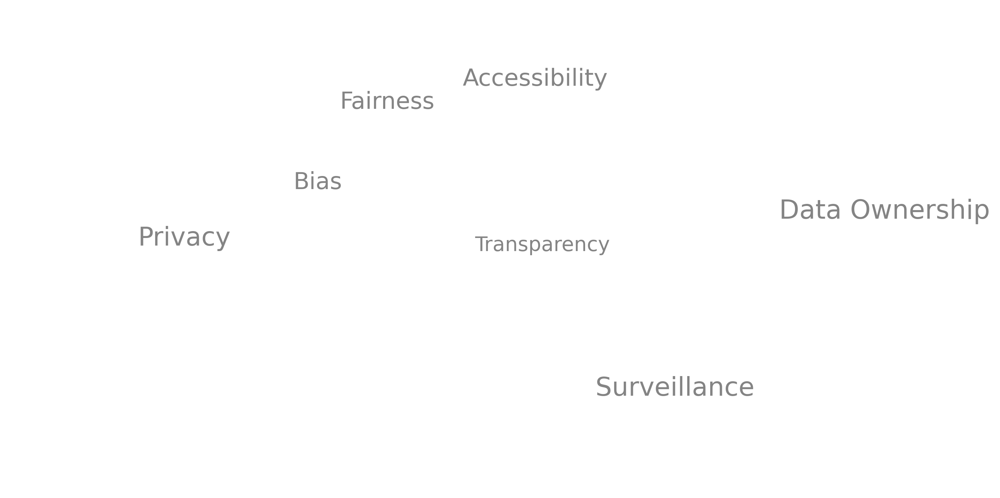 Accessibility
Fairness
Bias
Data Ownership
Privacy
Transparency
Surveillance